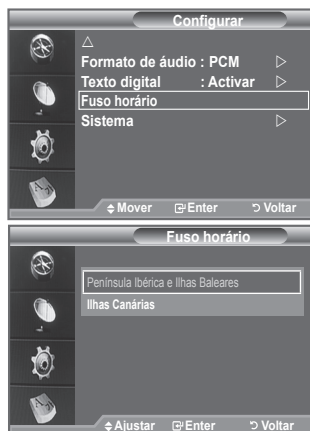 Configurar
△
Formato de áudio : PCM ▷
Texto digital : Activar ▷
Fuso horário
Sistema ▷
Mover Enter Voltar
Fuso horário
Península Ibérica e Ilhas Baleares
Ilhas Canárias
Ajustar Enter Voltar